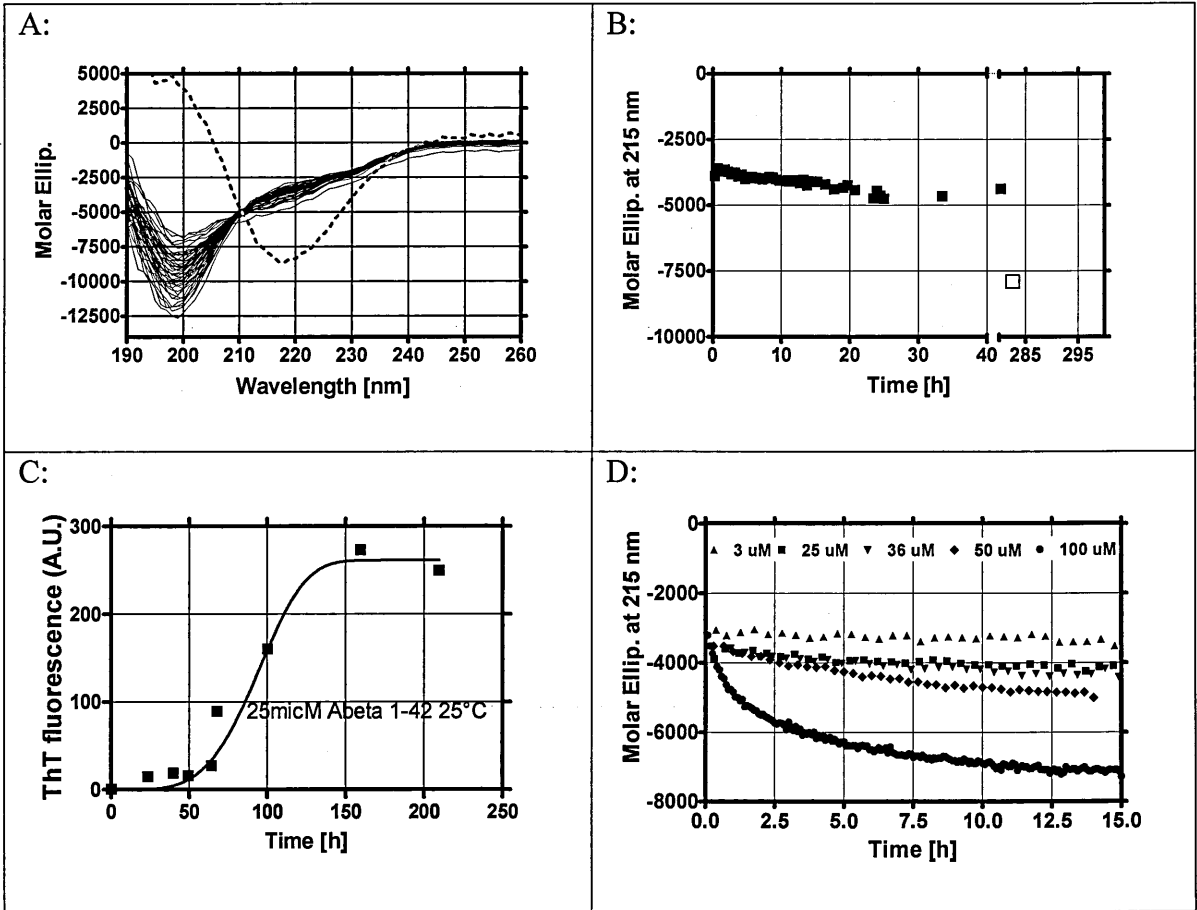 A:
5000
2500
0
-2500
-5000
-7500
-10000
-12500
Molar Ellip.
190 200 210 220 230 240 250 260
Wavelength [nm]
B:
0
-2500
-5000
-7500
-10000
Molar Ellip. at 215 nm
0 10 20 30 40 285 295
Time [h]
C:
300
200
100
0
ThT fluorescence (A.U.)
25micM Abeta 1-42 25°C
0 50 100 150 200 250
Time [h]
D:
0
-2000
-4000
-6000
-8000
Molar Ellip. at 215 nm
3 uM 25 uM 36 uM 50 uM 100 uM
0.0 2.5 5.0 7.5 10.0 12.5 15.0
Time [h]